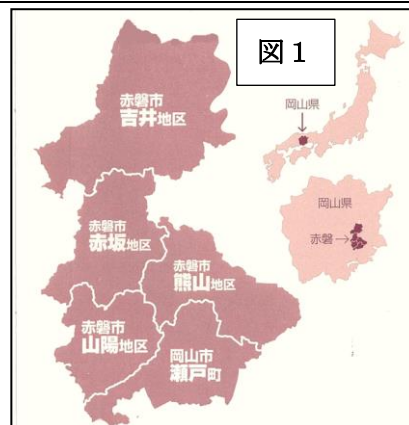 図1
赤磐市
吉井地区
岡山県
岡山県
赤磐
赤磐市
赤坂地区
赤磐市
熊山地区
赤磐市
山陽地区
岡山市
瀬戸町